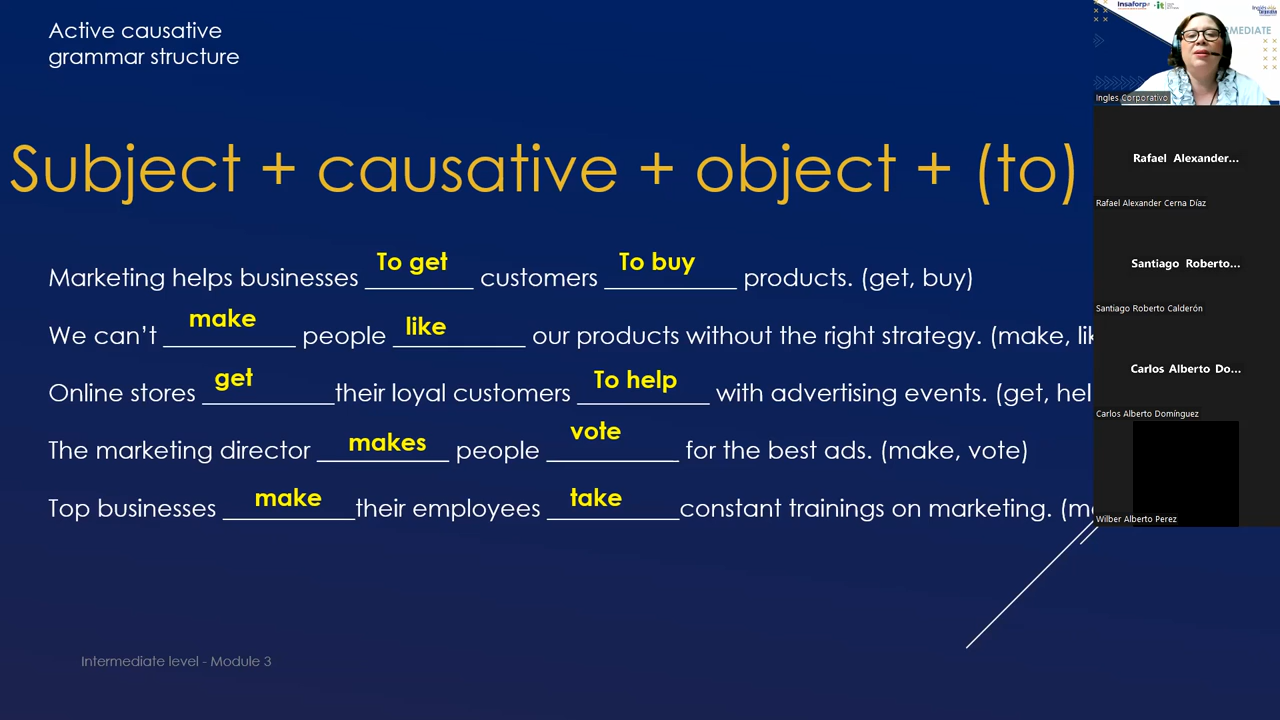 Active causative
grammar structure
Subject + causative + object + (to)
Marketing helps businesses To get customers To buy products. (get, buy)
We can't make people like our products without the right strategy. (make, lik
Online stores get their loyal customers To help with advertising events. (get, hel
The marketing director makes people vote for the best ads. (make, vote)
Top businesses make their employees take constant trainings on marketing. (m
Intermediate level - Module 3
Insaforp
MEDIATE
Ingles Corporativo
Rafael Alexander...
Rafael Alexander Cerna Díaz
Santiago Roberto...
Santiago Roberto Calderón
Carlos Alberto Do...
Carlos Alberto Domínguez
Wilber Alberto Perez